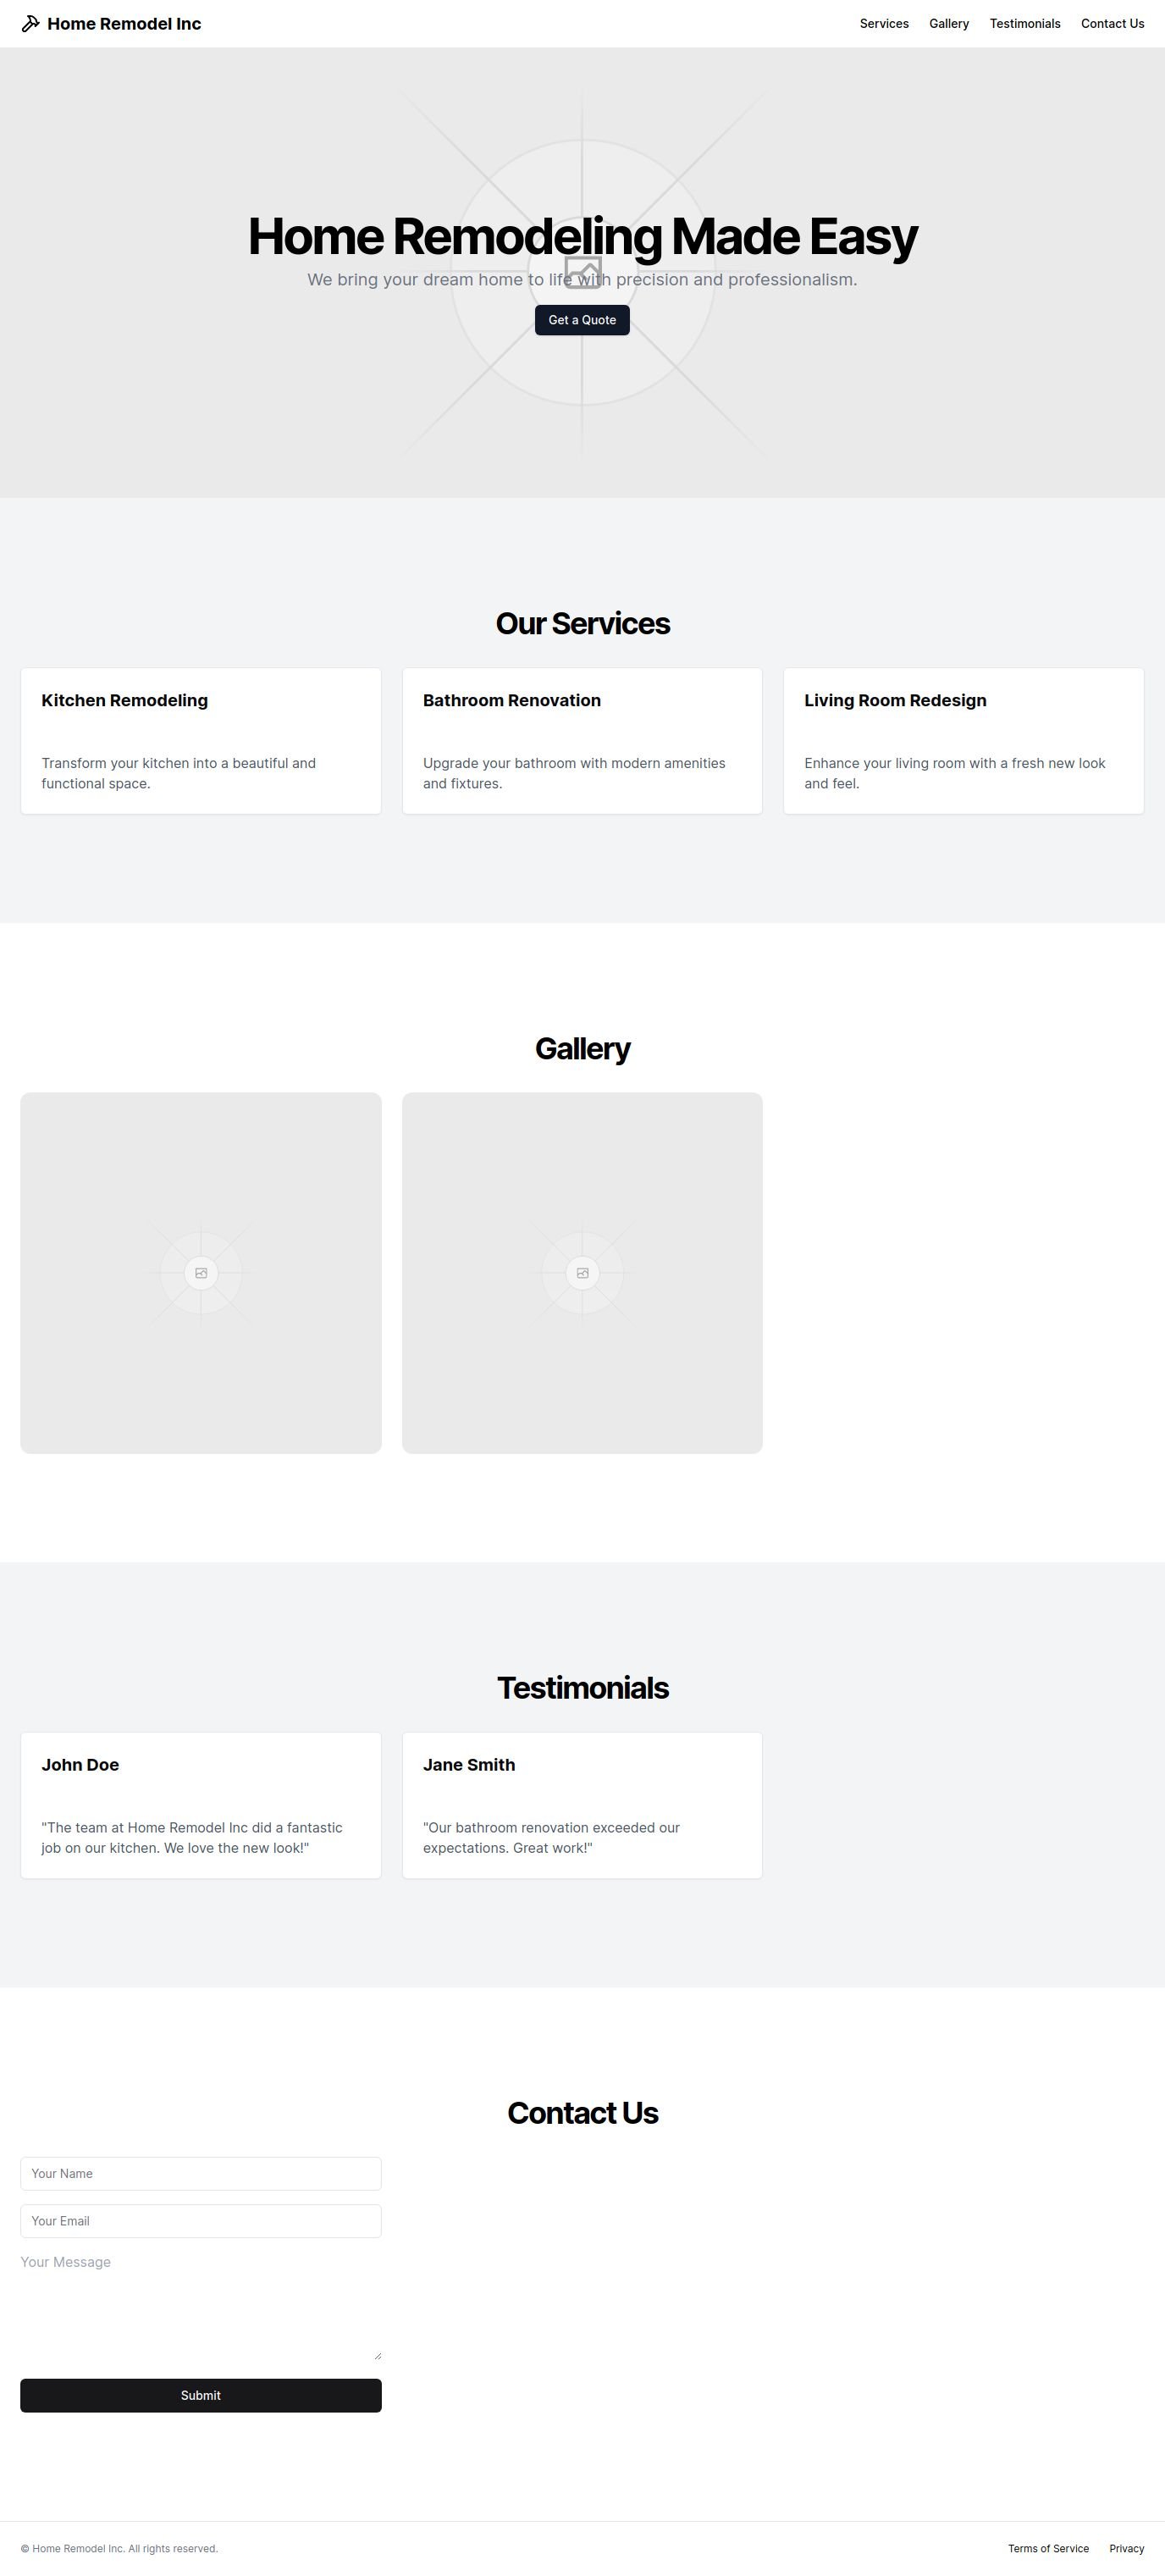 Home Remodel Inc
Services
Gallery
Testimonials
Contact Us
Home Remodeling Made Easy
We bring your dream home to life with precision and professionalism.
Get a Quote
Our Services
Kitchen Remodeling
Transform your kitchen into a beautiful and
functional space.
Bathroom Renovation
Upgrade your bathroom with modern amenities
and fixtures.
Living Room Redesign
Enhance your living room with a fresh new look
and feel.
Gallery
Testimonials
John Doe
"The team at Home Remodel Inc did a fantastic
job on our kitchen. We love the new look!"
Jane Smith
"Our bathroom renovation exceeded our
expectations. Great work!"
Contact Us
Your Name
Your Email
Your Message
Submit
© Home Remodel Inc. All rights reserved.
Terms of Service
Privacy